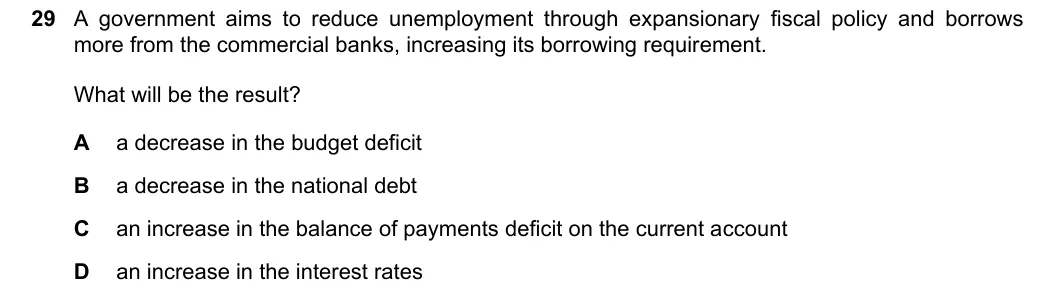 29 A government aims to reduce unemployment through expansionary fiscal policy and borrows
more from the commercial banks, increasing its borrowing requirement.
What will be the result?
A a decrease in the budget deficit
B a decrease in the national debt
C an increase in the balance of payments deficit on the current account
D an increase in the interest rates